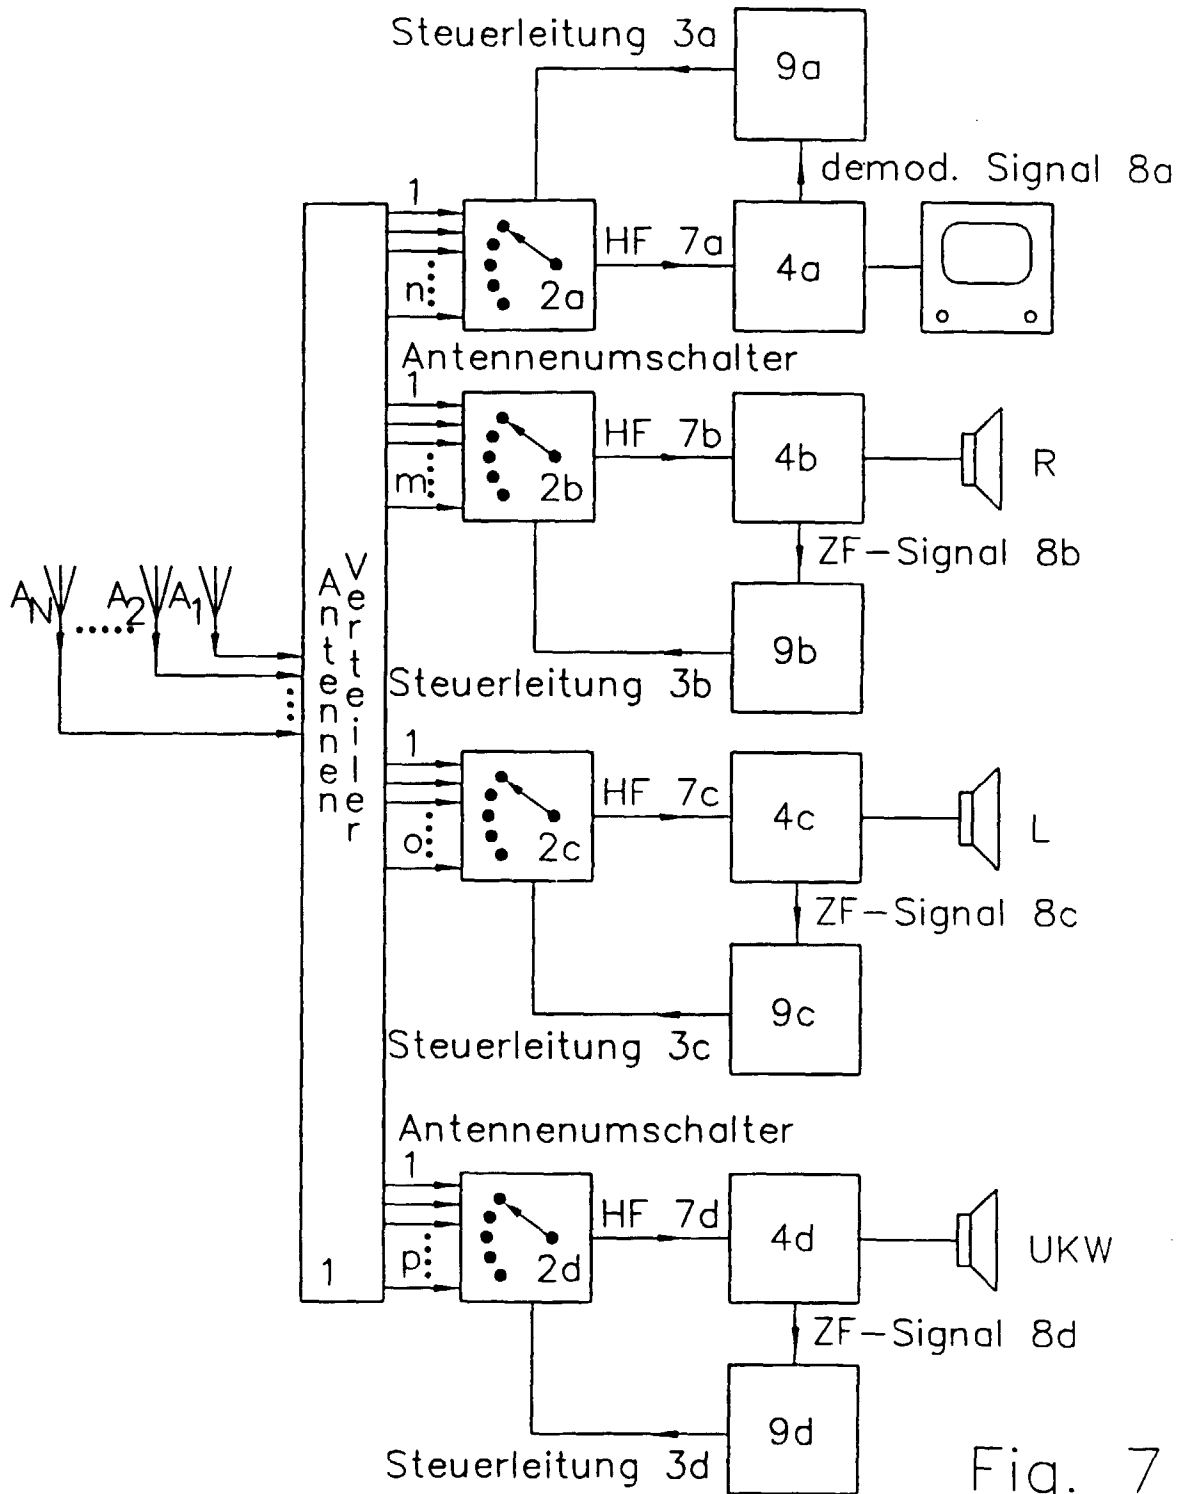 Steuerleitung 3a
9a
demod. Signal 8a
1
n
2a
HF 7a
4a
Antennenumschalter
1
m
2b
HF 7b
4b
R
ZF-Signal 8b
9b
Steuerleitung 3b
A_N
A_2
A_1
Antennen
Verteiler
1
o
2c
HF 7c
4c
L
ZF-Signal 8c
9c
Steuerleitung 3c
Antennenumschalter
1
p
2d
HF 7d
4d
UKW
1
ZF-Signal 8d
9d
Steuerleitung 3d
Fig. 7